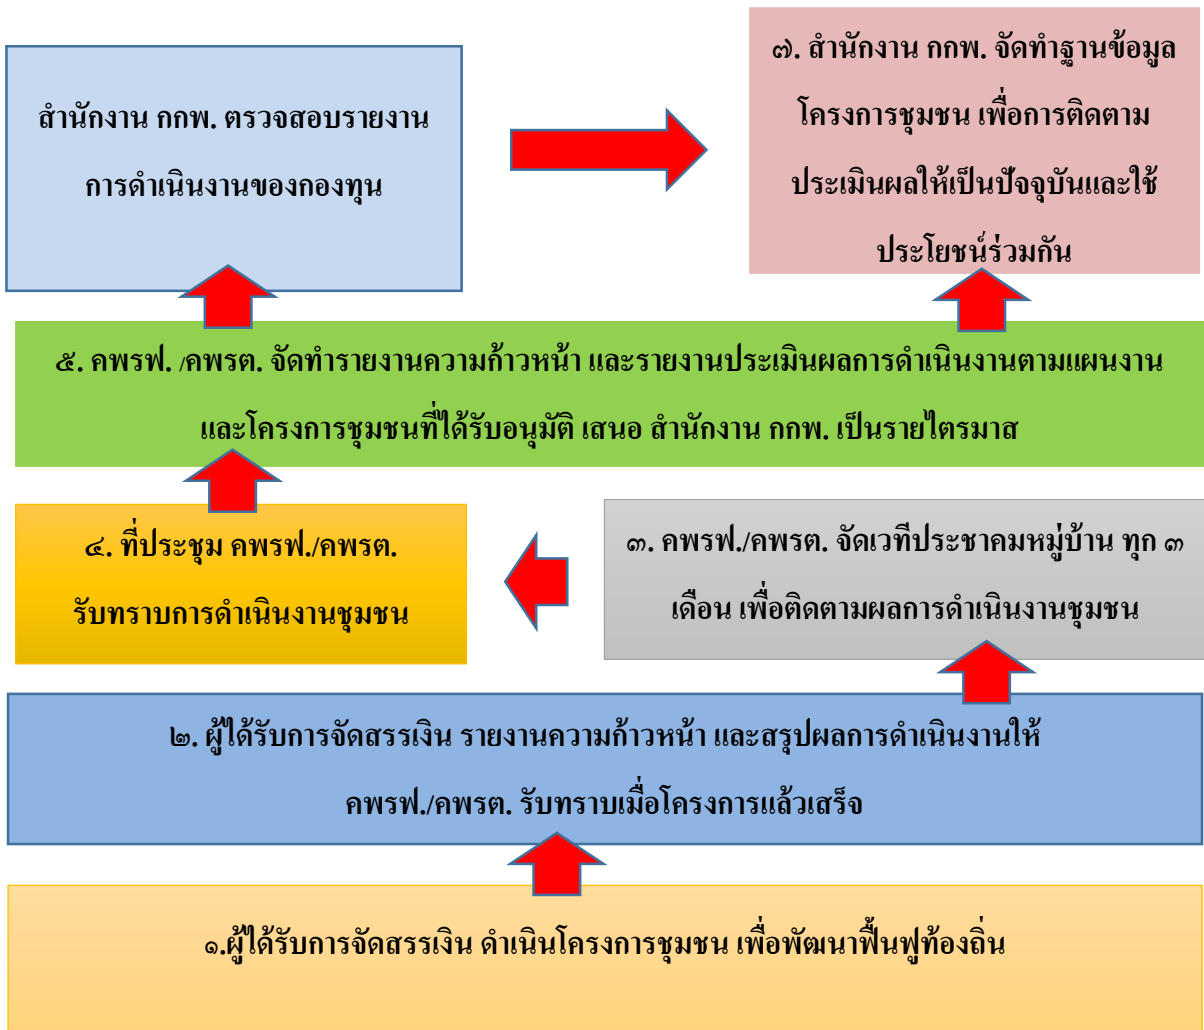 สำนักงาน กกพ. ตรวจสอบรายงาน
การดำเนินงานของกองทุน
๗. สำนักงาน กกพ. จัดทำฐานข้อมูล
โครงการชุมชน เพื่อการติดตาม
ประเมินผลให้เป็นปัจจุบันและใช้
ประโยชน์ร่วมกัน
๕. คพรฟ. /คพรต. จัดทำรายงานความก้าวหน้า และรายงานประเมินผลการดำเนินงานตามแผนงาน
และโครงการชุมชนที่ได้รับอนุมัติ เสนอ สำนักงาน กกพ. เป็นรายไตรมาส
๔. ที่ประชุม คพรฟ./คพรต.
รับทราบการดำเนินงานชุมชน
๓. คพรฟ./คพรต. จัดเวทีประชาคมหมู่บ้าน ทุก ๓
เดือน เพื่อติดตามผลการดำเนินงานชุมชน
๒. ผู้ได้รับการจัดสรรเงิน รายงานความก้าวหน้า และสรุปผลการดำเนินงานให้
คพรฟ./คพรต. รับทราบเมื่อโครงการแล้วเสร็จ
๑.ผู้ได้รับการจัดสรรเงิน ดำเนินโครงการชุมชน เพื่อพัฒนาฟื้นฟูท้องถิ่น